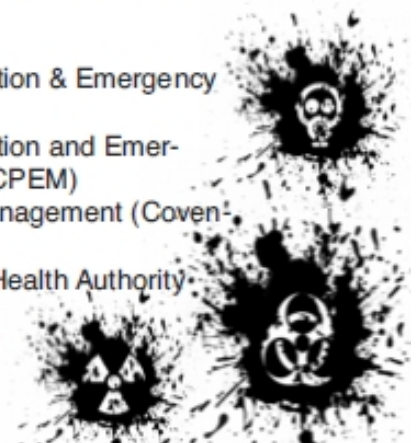 tion & Emergency
tion and Emer-
CPEM)
nagement (Coven-
Health Authority